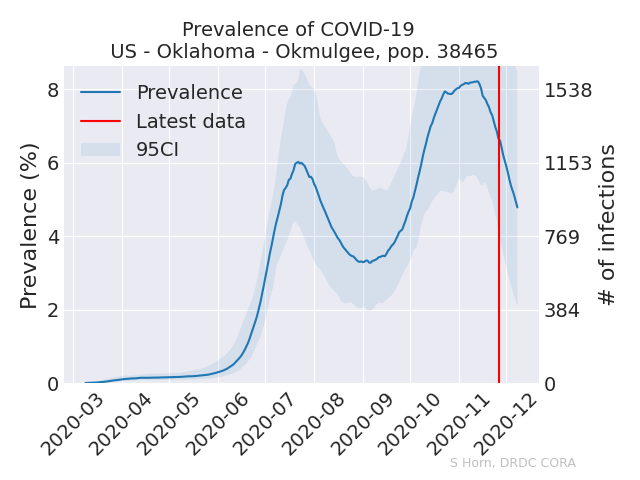 Prevalence of COVID-19
US - Oklahoma - Okmulgee, pop. 38465
Prevalence
Latest data
95CI
Prevalence (%)
8
6
4
2
0
1538
1153
769
384
0
# of infections
2020-03
2020-04
2020-05
2020-06
2020-07
2020-08
2020-09
2020-10
2020-11
2020-12
S Horn, DRDC CORA